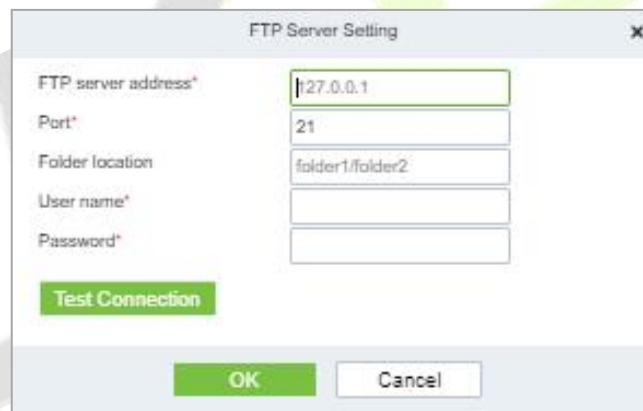 FTP Server Setting x
FTP server address* 127.0.0.1
Port* 21
Folder location folder1/folder2
User name*
Password*
Test Connection
OK Cancel